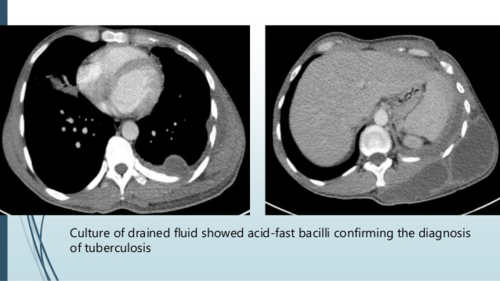 Culture of drained fluid showed acid-fast bacilli confirming the diagnosis
of tuberculosis